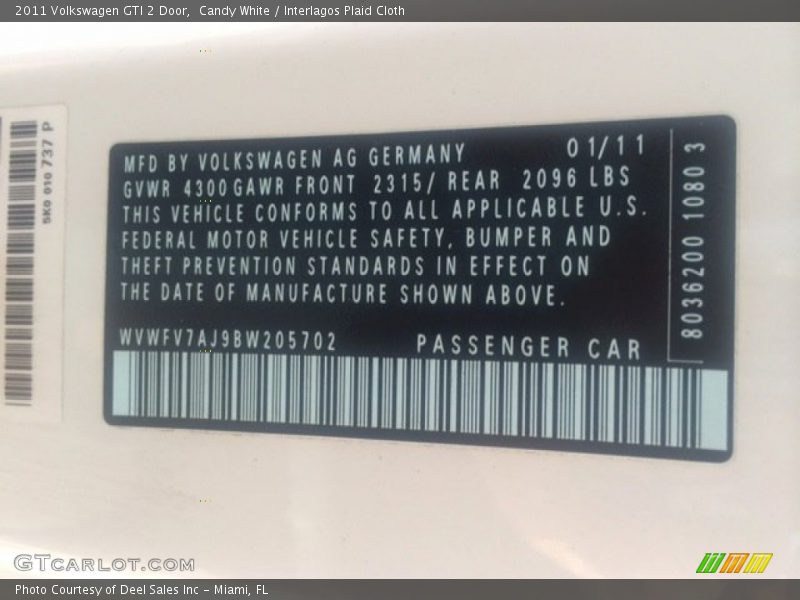 2011 Volkswagen GTI 2 Door,  Candy White / Interlagos Plaid Cloth
5K0 010 737 P
MFD BY VOLKSWAGEN AG GERMANY 01/11
GVWR 4300 GAWR FRONT 2315/ REAR 2096 LBS
THIS VEHICLE CONFORMS TO ALL APPLICABLE U.S.
FEDERAL MOTOR VEHICLE SAFETY, BUMPER AND
THEFT PREVENTION STANDARDS IN EFFECT ON
THE DATE OF MANUFACTURE SHOWN ABOVE.
WVWFV7AJ9BW205702 PASSENGER CAR
8036200 1080 3
GTCARLOT.COM
Photo Courtesy of Deel Sales Inc - Miami, FL